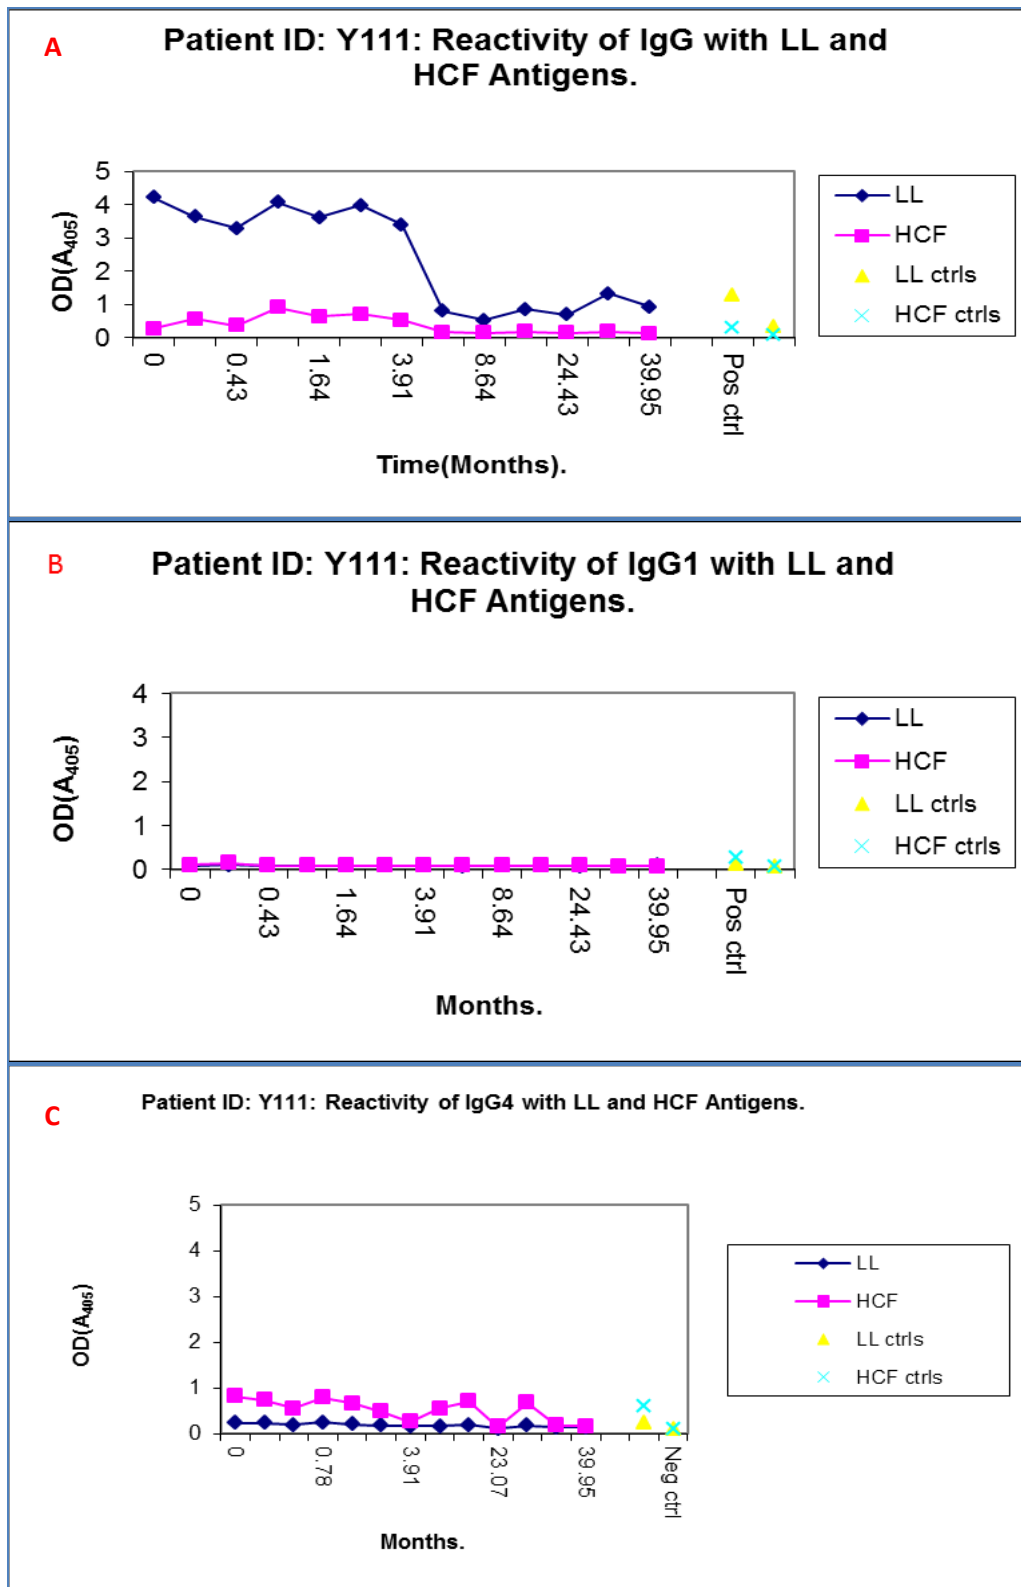 A
Patient ID: Y111: Reactivity of IgG with LL and
HCF Antigens.
5
4
3
2
1
0
OD(A405)
0
0.43
1.64
3.91
8.64
24.43
39.95
Pos ctrl
Time(Months).
LL
HCF
LL ctrls
HCF ctrls
B
Patient ID: Y111: Reactivity of IgG1 with LL and
HCF Antigens.
4
3
2
1
0
OD(A405)
0
0.43
1.64
3.91
8.64
24.43
39.95
Pos ctrl
Months.
LL
HCF
LL ctrls
HCF ctrls
C
Patient ID: Y111: Reactivity of IgG4 with LL and HCF Antigens.
5
4
3
2
1
0
OD(A405)
0
0.78
3.91
23.07
39.95
Neg ctrl
Months.
LL
HCF
LL ctrls
HCF ctrls